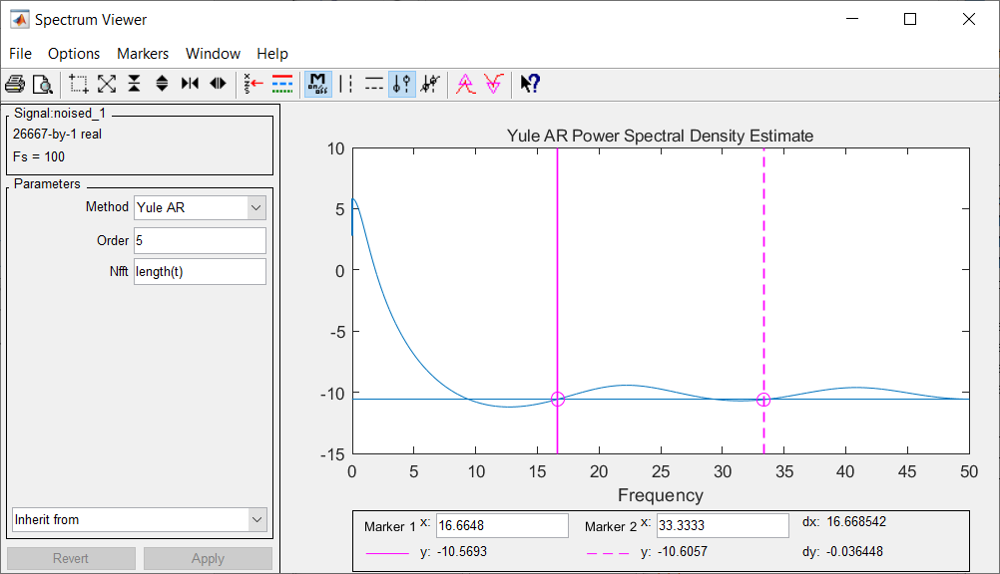 Spectrum Viewer
File Options Markers Window Help
M
on/off
Signal:noised_1
26667-by-1 real
Fs = 100
Parameters
Method Yule AR
Order 5
Nfft length(t)
Inherit from
Revert Apply
Yule AR Power Spectral Density Estimate
10
5
0
-5
-10
-15
0 5 10 15 20 25 30 35 40 45 50
Frequency
Marker 1 x: 16.6648 Marker 2 x: 33.3333 dx: 16.668542
y: -10.5693 y: -10.6057 dy: -0.036448